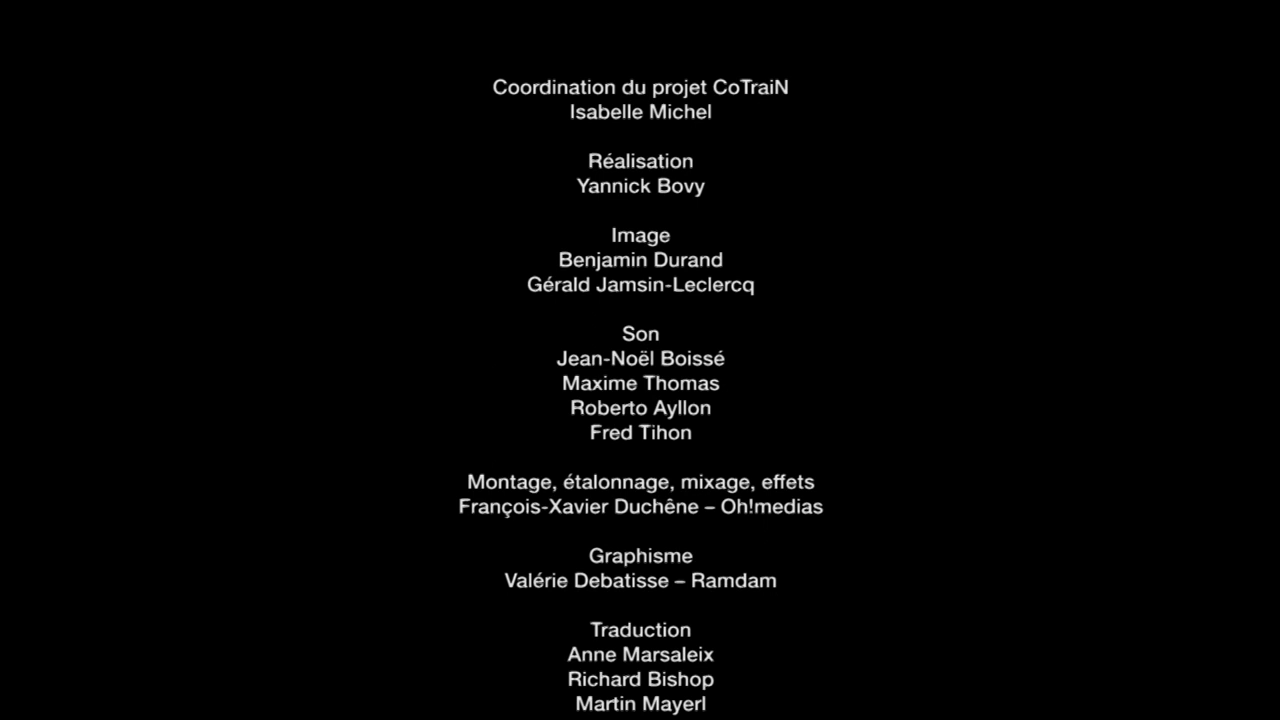 Coordination du projet CoTraiN
Isabelle Michel
Réalisation
Yannick Bovy
Image
Benjamin Durand
Gérald Jamsin-Leclercq
Son
Jean-Noël Boissé
Maxime Thomas
Roberto Ayllon
Fred Tihon
Montage, étalonnage, mixage, effets
François-Xavier Duchêne – Oh!medias
Graphisme
Valérie Debatisse – Ramdam
Traduction
Anne Marsaleix
Richard Bishop
Martin Mayerl